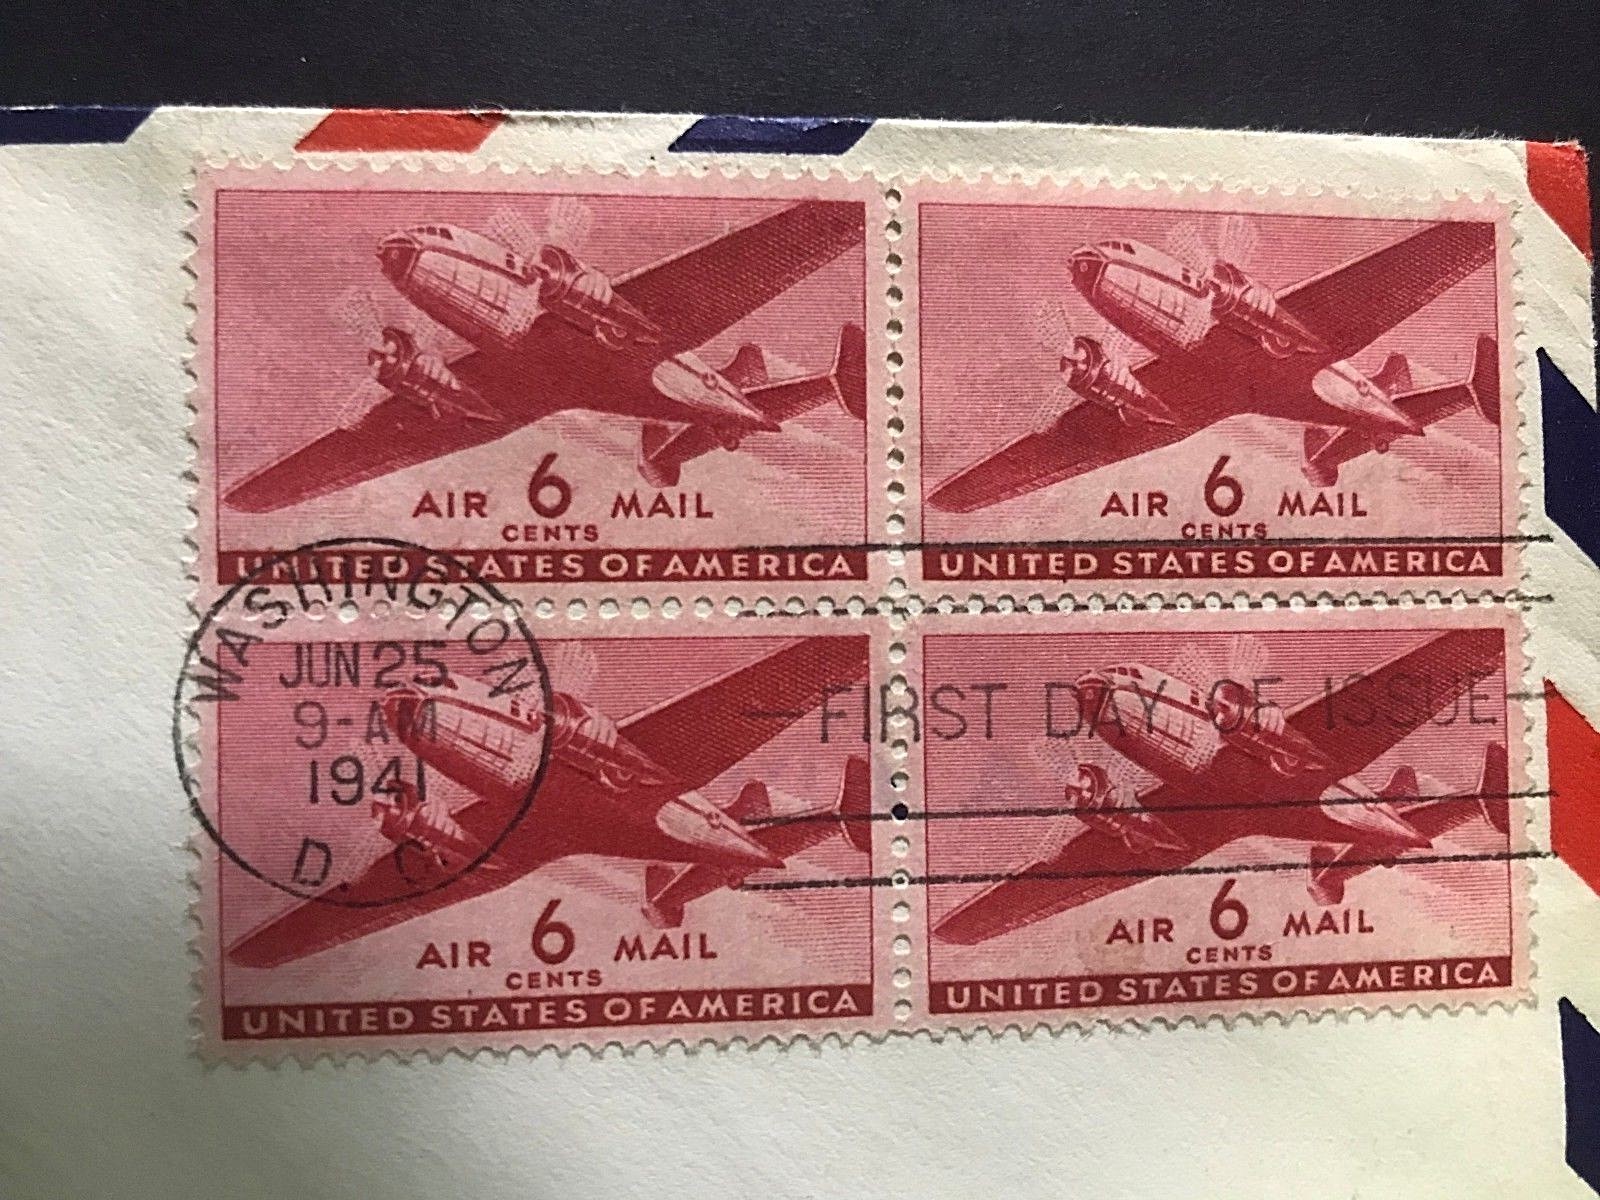 AIR 6 MAIL
CENTS
UNITED STATES OF AMERICA
AIR 6 MAIL
CENTS
UNITED STATES OF AMERICA
WASHINGTON
JUN 25
9-AM
1941
D. C.
FIRST DAY OF ISSUE
AIR 6 MAIL
CENTS
UNITED STATES OF AMERICA
AIR 6 MAIL
CENTS
UNITED STATES OF AMERICA